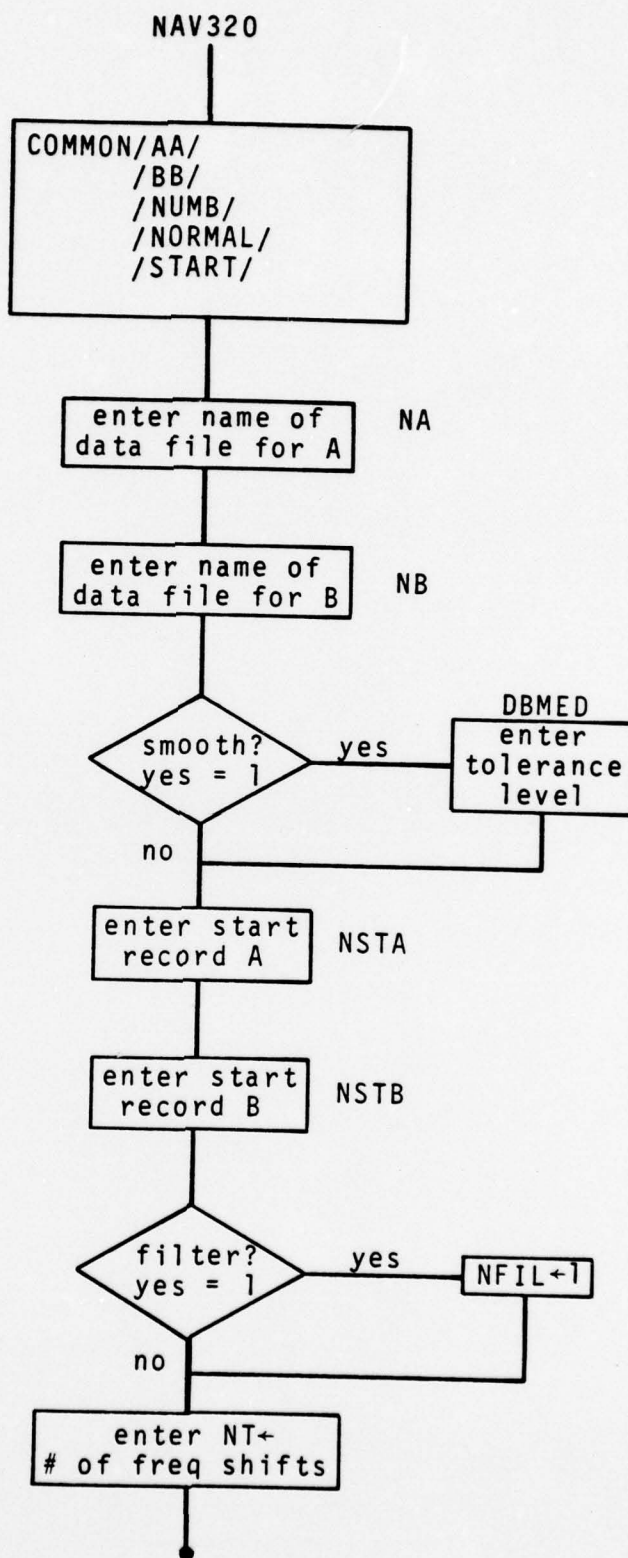 NAV320
COMMON/AA/
/BB/
/NUMB/
/NORMAL/
/START/
enter name of
data file for A
NA
enter name of
data file for B
NB
smooth?
yes = 1
yes
DBMED
enter
tolerance
level
no
enter start
record A
NSTA
enter start
record B
NSTB
filter?
yes = 1
yes
NFIL←1
no
enter NT←
# of freq shifts